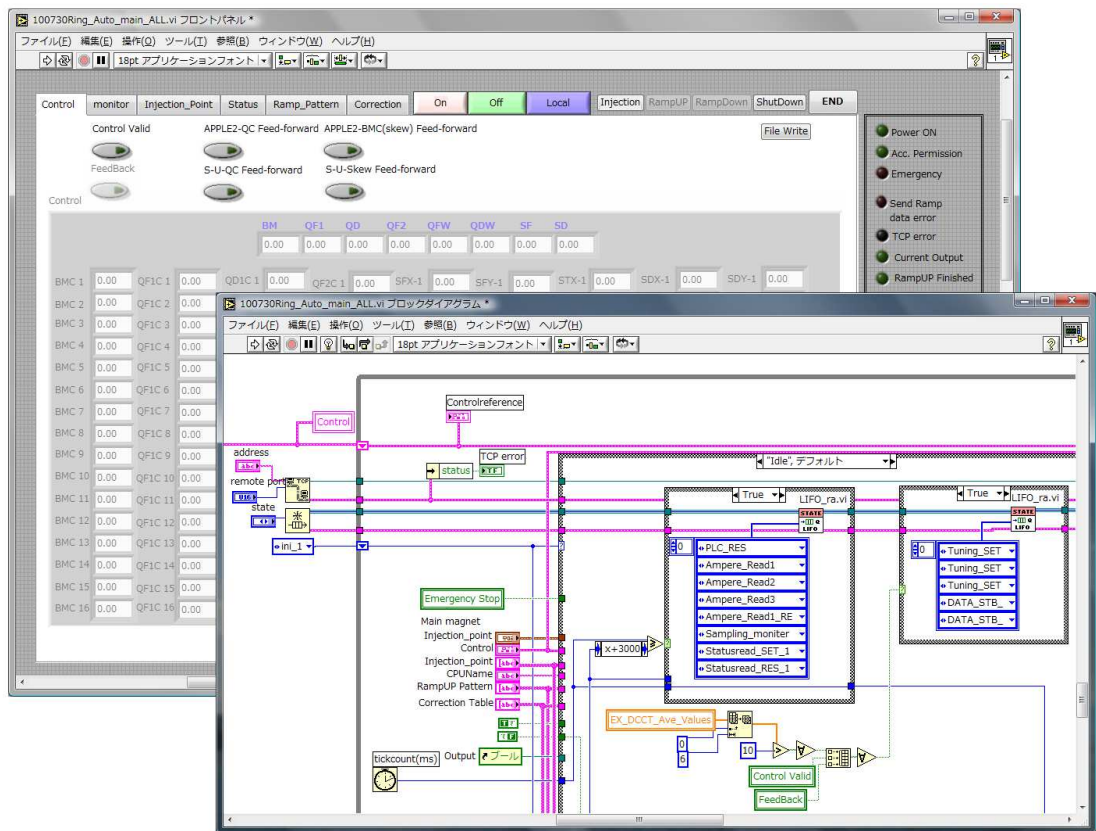 100730Ring_Auto_main_ALL.vi フロントパネル *
ファイル(F) 編集(E) 操作(O) ツール(T) 参照(B) ウィンドウ(W) ヘルプ(H)
18pt アプリケーションフォント
Control monitor Injection_Point Status Ramp_Pattern Correction On Off Local Injection RampUP RampDown ShutDown END
Control Valid APPLE2-QC Feed-forward APPLE2-BMC(skew) Feed-forward File Write
FeedBack S-U-QC Feed-forward S-U-Skew Feed-forward
Control
Power ON
Acc. Permission
Emergency
Send Ramp
data error
TCP error
Current Output
RampUP Finished
BM QF1 QD QF2 QFW QDW SF SD
0.00 0.00 0.00 0.00 0.00 0.00 0.00 0.00
BMC 1 0.00 QF1C 1 0.00 QD1C 1 0.00 QF2C 1 0.00 SFX-1 0.00 SFY-1 0.00 STX-1 0.00 SDX-1 0.00 SDY-1 0.00
BMC 2 0.00 QF1C 2 0.00
BMC 3 0.00 QF1C 3 0.00
BMC 4 0.00 QF1C 4 0.00
BMC 5 0.00 QF1C 5 0.00
BMC 6 0.00 QF1C 6 0.00
BMC 7 0.00 QF1C 7 0.00
BMC 8 0.00 QF1C 8 0.00
BMC 9 0.00 QF1C 9 0.00
BMC 10 0.00 QF1C 10 0.00
BMC 11 0.00 QF1C 11 0.00
BMC 12 0.00 QF1C 12 0.00
BMC 13 0.00 QF1C 13 0.00
BMC 14 0.00 QF1C 14 0.00
BMC 15 0.00 QF1C 15 0.00
BMC 16 0.00 QF1C 16 0.00
100730Ring_Auto_main_ALL.vi ブロックダイアグラム *
ファイル(F) 編集(E) 操作(O) ツール(T) 参照(B) ウィンドウ(W) ヘルプ(H)
18pt アプリケーションフォント
Controlreference
Control
address
abc
remote port
TCP
U16
state
status
TCP error
TF
ini_1
"Idle", デフォルト
True
LIFO_ra.vi
STATE
LIFO
0
PLC_RES
Ampere_Read1
Ampere_Read2
Ampere_Read3
Ampere_Read1_RE
Sampling_moniter
Statusread_SET_1
Statusread_RES_1
True
LIFO_ra.vi
STATE
LIFO
0
Tuning_SET
Tuning_SET
Tuning_SET
DATA_STB_
DATA_STB_
Emergency Stop
Main magnet
Injection_point
Control
Injection_point
CPUName
RampUP Pattern
Correction Table
x+3000
tickcount(ms)
Output ブール
EX_DCCT_Ave_Values
0
6
10
Control Valid
FeedBack